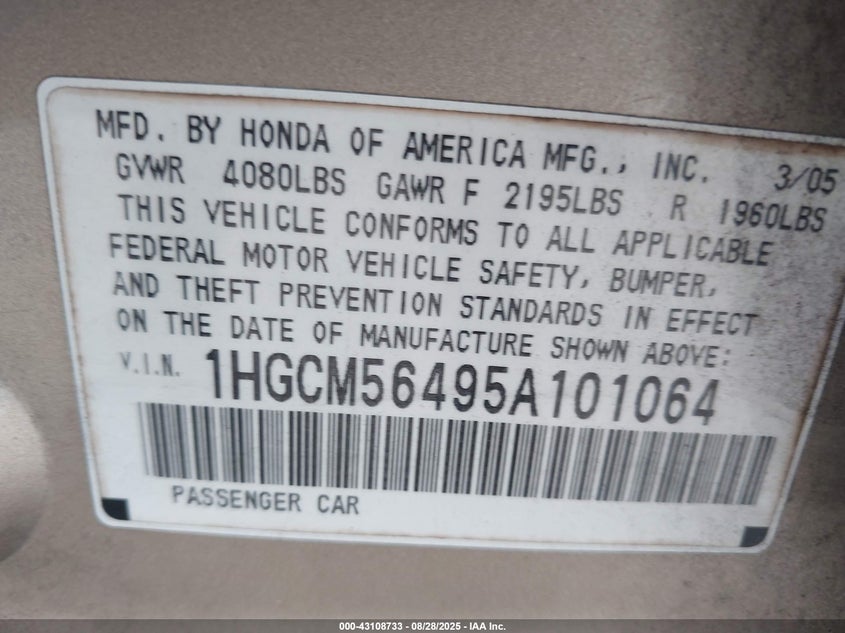 MFD. BY HONDA OF AMERICA MFG., INC. 3/05
GVWR 4080LBS GAWR F 2195LBS R 1960LBS
THIS VEHICLE CONFORMS TO ALL APPLICABLE
FEDERAL MOTOR VEHICLE SAFETY, BUMPER,
AND THEFT PREVENTION STANDARDS IN EFFECT
ON THE DATE OF MANUFACTURE SHOWN ABOVE:
V.I.N. 1HGCM56495A101064
PASSENGER CAR
000-43108733 - 08/28/2025 - IAA Inc.